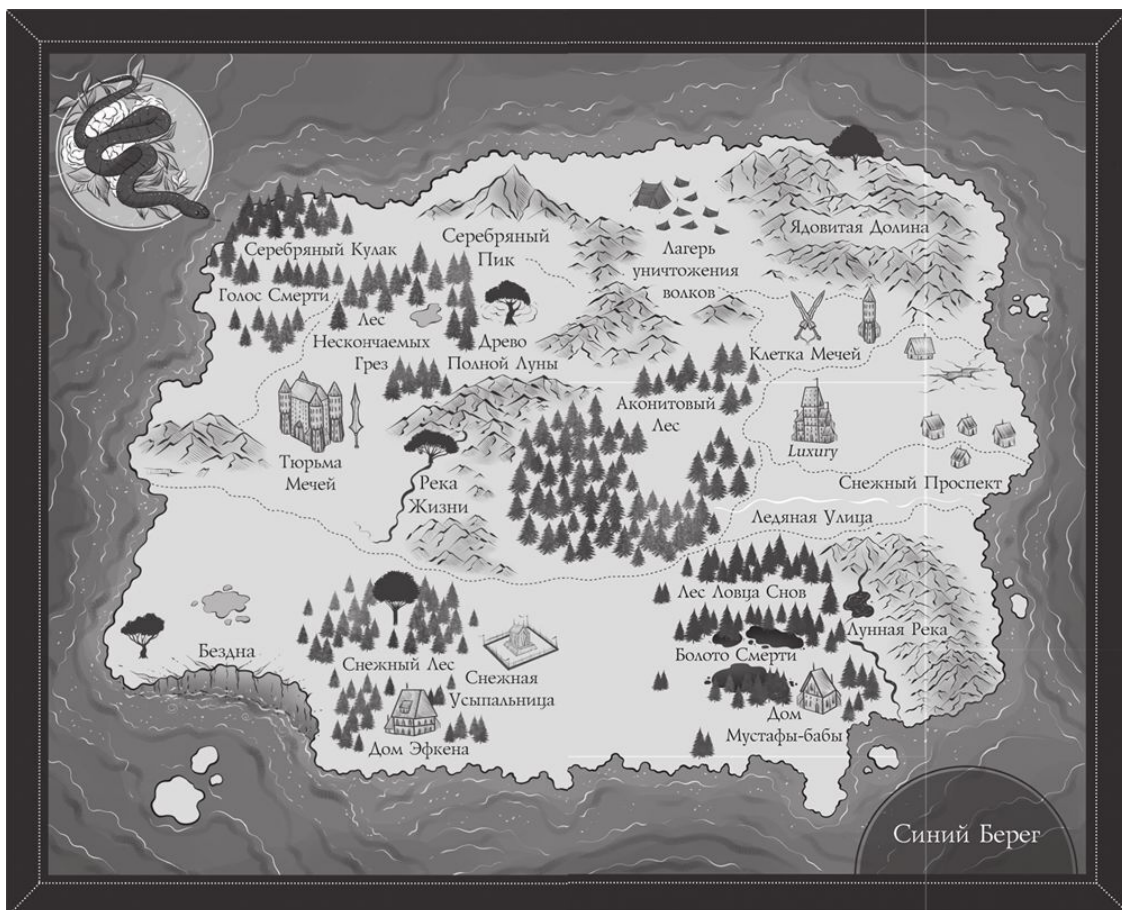 Серебряный Кулак
Серебряный
Пик
Лагерь
уничтожения
волков
Ядовитая Долина
Голос Смерти
Лес
Нескончаемых
Грез
Древо
Полной Луны
Клетка Мечей
Аконитовый
Лес
Luxury
Тюрьма
Мечей
Река
Жизни
Снежный Проспект
Ледяная Улица
Лес Ловца Снов
Лунная Река
Болото Смерти
Бездна
Снежный Лес
Снежная
Усыпальница
Дом Эфкена
Дом
Мустафы-бабы
Синий Берег